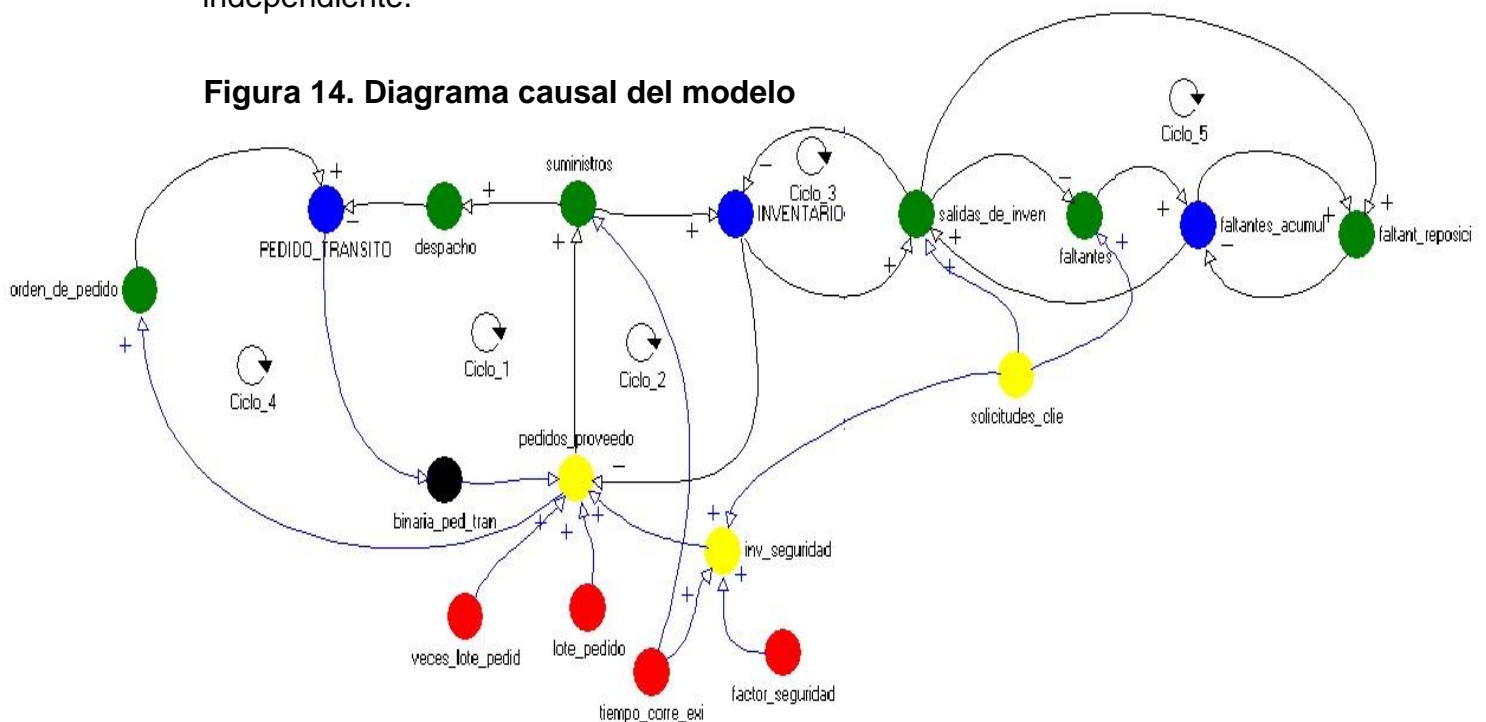 independiente.
Figura 14. Diagrama causal del modelo
Ciclo_5
suministros
Ciclo_3
INVENTARIO
salidas_de_inven
faltantes
faltantes_acumul
faltant_reposici
PEDIDO_TRANSITO
despacho
orden_de_pedido
Ciclo_4
Ciclo_1
Ciclo_2
solicitudes_clie
pedidos_proveedo
binaria_ped_tran
inv_seguridad
veces_lote_pedid
lote_pedido
tiempo_corre_exi
factor_seguridad